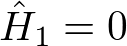 Ĥ₁ = 0